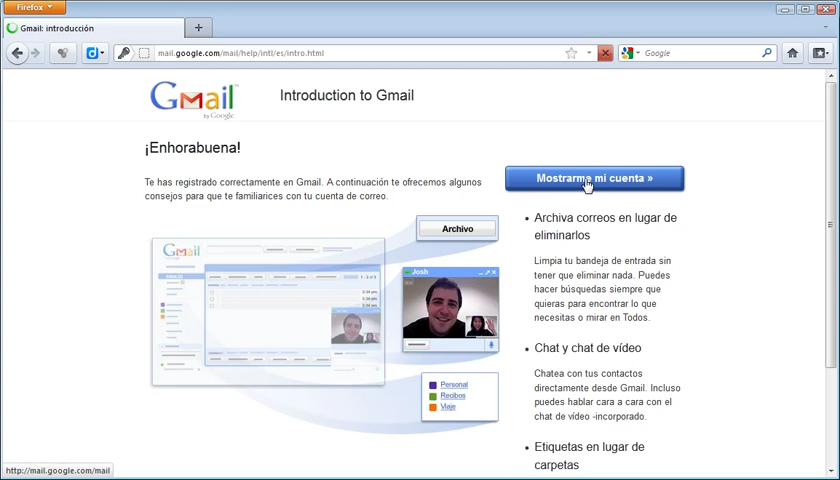 Firefox
Gmail: introducción
mail.google.com/mail/help/intl/es/intro.html
Google
Gmail
by Google
Introduction to Gmail
¡Enhorabuena!
Te has registrado correctamente en Gmail. A continuación te ofrecemos algunos
consejos para que te familiarices con tu cuenta de correo.
Mostrarme mi cuenta »
Archivo
Gmail
Josh
Personal
Recibos
Viaje
• Archiva correos en lugar de
eliminarlos
Limpia tu bandeja de entrada sin
tener que eliminar nada. Puedes
hacer búsquedas siempre que
quieras para encontrar lo que
necesitas o mirar en Todos.
• Chat y chat de vídeo
Chatea con tus contactos
directamente desde Gmail. Incluso
puedes hablar cara a cara con el
chat de vídeo -incorporado.
• Etiquetas en lugar de
carpetas
http://mail.google.com/mail